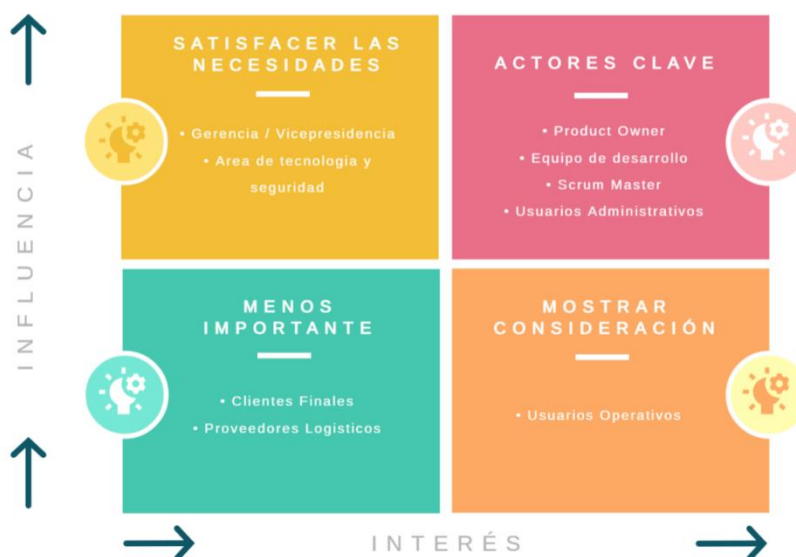 SATISFACER LAS
NECESIDADES
• Gerencia / Vicepresidencia
• Area de tecnologia y
seguridad
ACTORES CLAVE
• Product Owner
• Equipo de desarrollo
• Scrum Master
• Usuarios Administrativos
INFLUENCIA
MENOS
IMPORTANTE
• Clientes Finales
• Proveedores Logisticos
MOSTRAR
CONSIDERACIÓN
• Usuarios Operativos
INTERÉS